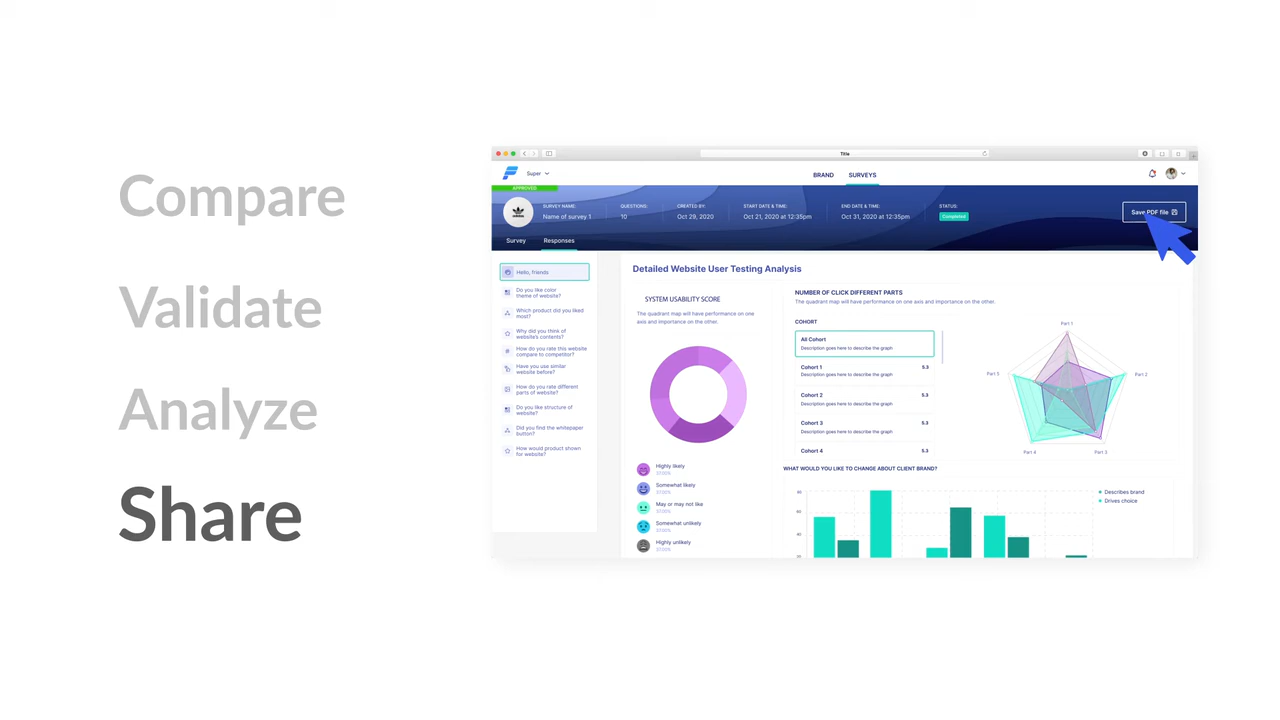 Compare
Validate
Analyze
Share
Title
Super
BRAND
SURVEYS
APPROVED
SURVEY NAME:
Name of survey 1
QUESTIONS:
10
CREATED BY:
Oct 29, 2020
START DATE & TIME:
Oct 21, 2020 at 12:35pm
END DATE & TIME:
Oct 31, 2020 at 12:35pm
STATUS:
Completed
Save PDF file
adidas
Survey
Responses
Hello, friends
Do you like color
theme of website?
Which product did you liked
most?
Why did you think of
website's contents?
How do you rate this website
compare to competitor?
Have you use similar
website before?
How do you rate different
parts of website?
Do you like structure of
website?
Did you find the whitepaper
button?
How would product shown
for website?
Detailed Website User Testing Analysis
SYSTEM USABILITY SCORE
The quadrant map will have performance on one
axis and importance on the other.
Highly likely
57.00%
Somewhat likely
57.00%
May or may not like
57.00%
Somewhat unlikely
57.00%
Highly unlikely
57.00%
NUMBER OF CLICK DIFFERENT PARTS
The quadrant map will have performance on one axis and importance on the other.
COHORT
All Cohort
Description goes here to describe the graph
Cohort 1 5.3
Description goes here to describe the graph
Cohort 2 5.3
Description goes here to describe the graph
Cohort 3 5.3
Description goes here to describe the graph
Cohort 4 5.3
Part 1
Part 2
Part 3
Part 4
Part 5
WHAT WOULD YOU LIKE TO CHANGE ABOUT CLIENT BRAND?
60
40
20
Describes brand
Drives choice